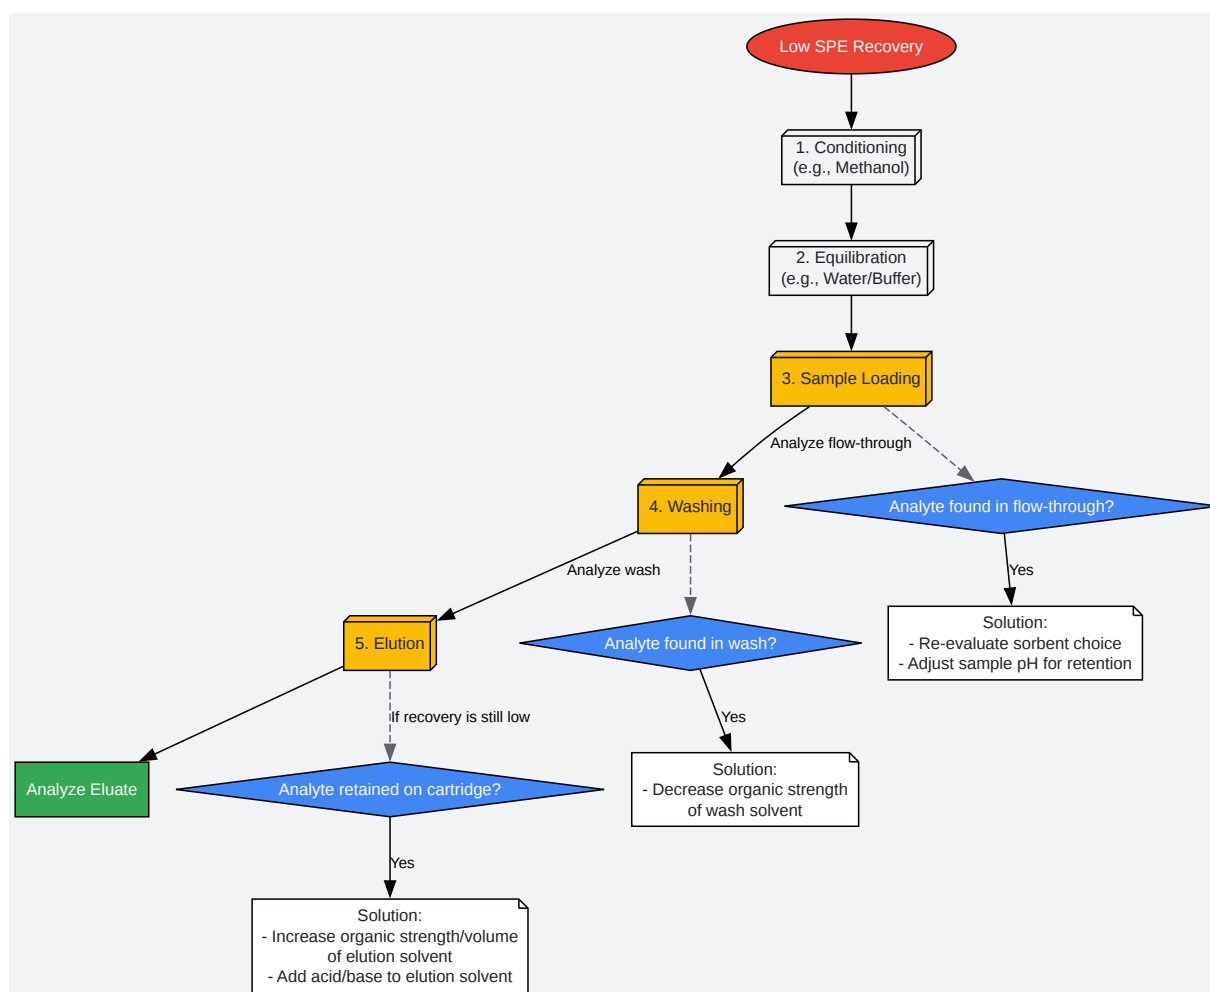 Low SPE Recovery
1. Conditioning
(e.g., Methanol)
2. Equilibration
(e.g., Water/Buffer)
3. Sample Loading
Analyze flow-through
4. Washing
Analyte found in flow-through?
Analyze wash
Yes
Solution:
- Re-evaluate sorbent choice
- Adjust sample pH for retention
5. Elution
Analyte found in wash?
If recovery is still low
Yes
Solution:
- Decrease organic strength
of wash solvent
Analyze Eluate
Analyte retained on cartridge?
Yes
Solution:
- Increase organic strength/volume
of elution solvent
- Add acid/base to elution solvent